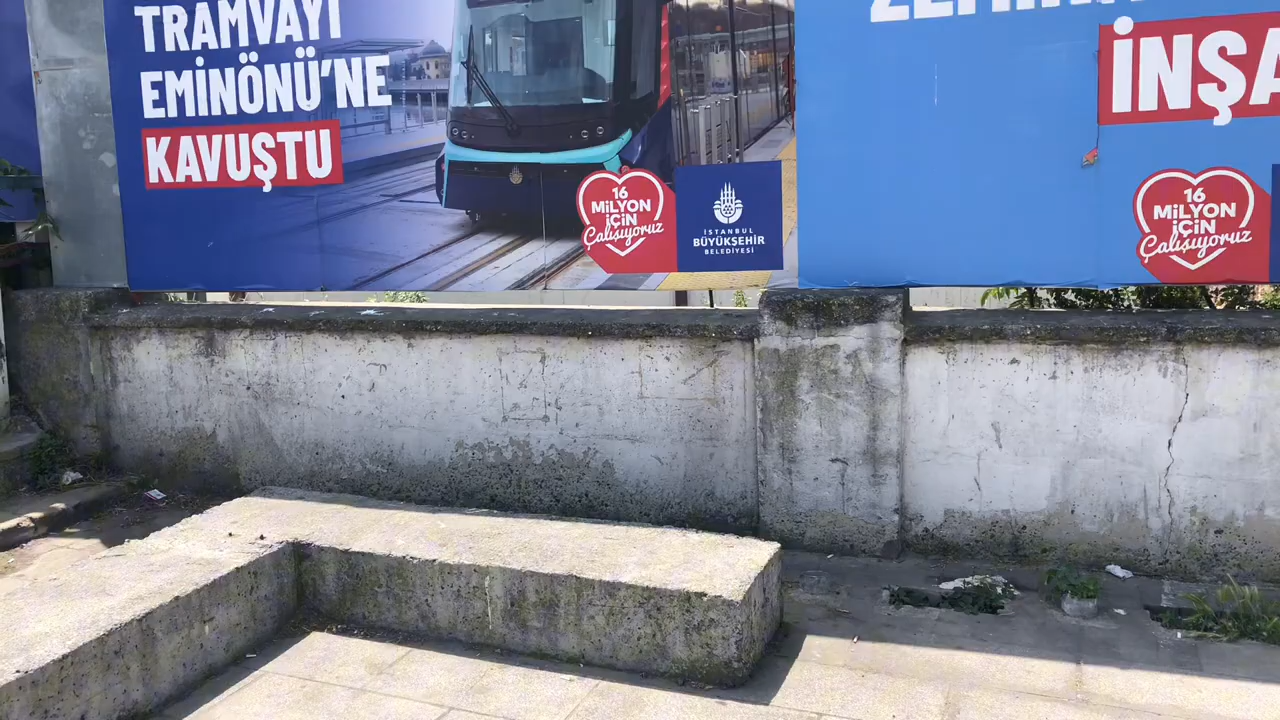 TRAMVAYI
EMİNÖNÜ'NE
KAVUŞTU
16
MİLYON
İÇİN
Çalışıyoruz
İSTANBUL
BÜYÜKŞEHİR
BELEDİYESİ
16
MİLYON
İÇİN
Çalışıyoruz